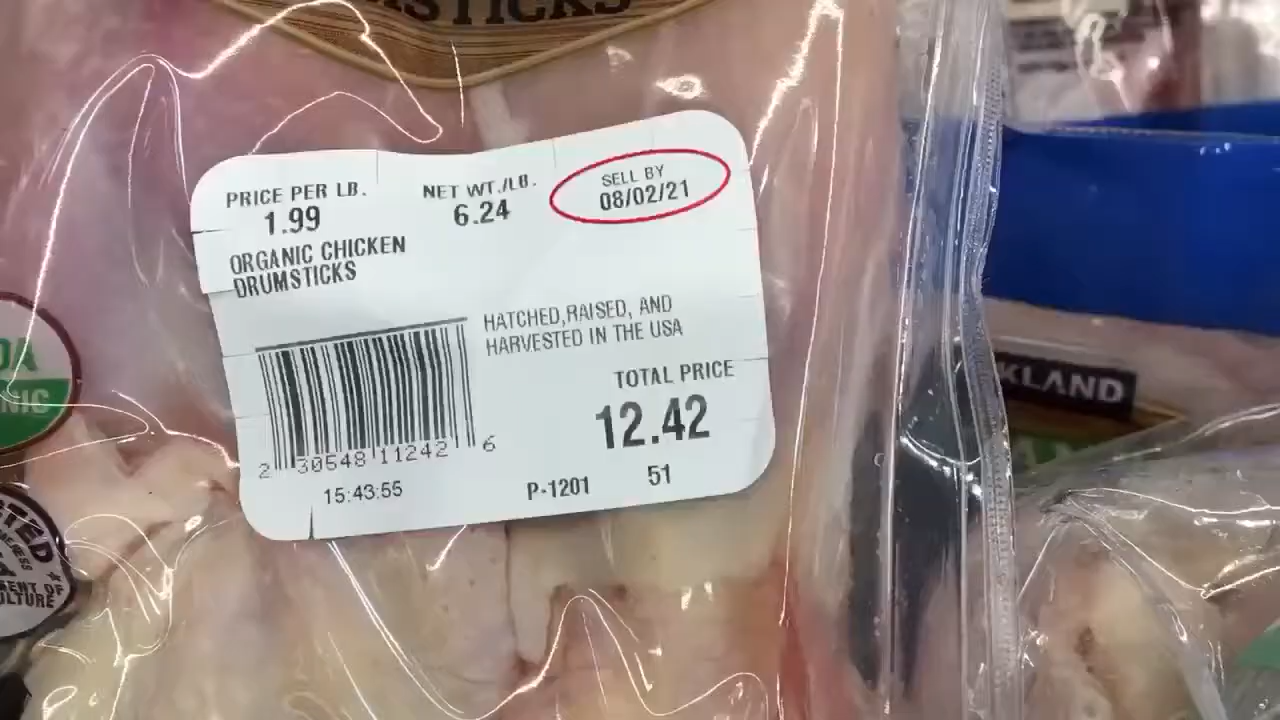 PRICE PER LB.
1.99
NET WT./LB.
6.24
SELL BY
08/02/21
ORGANIC CHICKEN
DRUMSTICKS
HATCHED,RAISED, AND
HARVESTED IN THE USA
TOTAL PRICE
12.42
2 30548 11242 6
15:43:55
P-1201
51